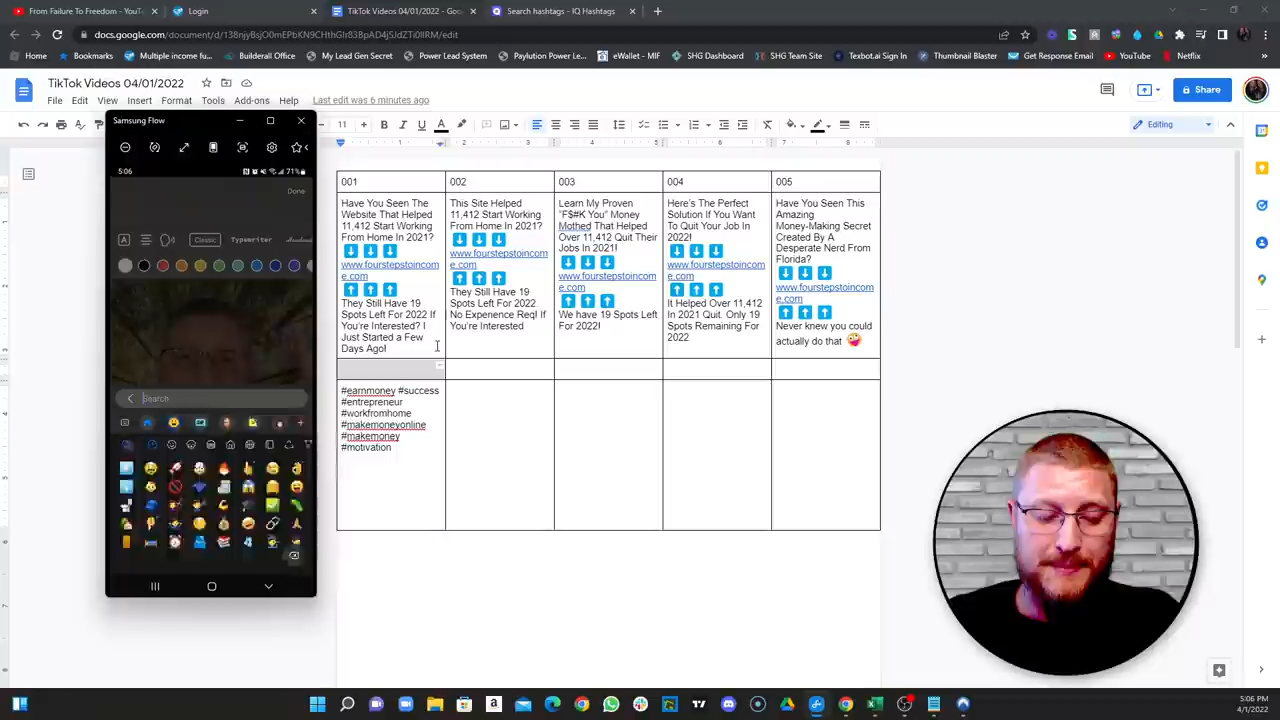 From Failure To Freedom - YouT
Login
TikTok Videos 04/01/2022 - Goo
Search hashtags - IQ Hashtags
Home
Bookmarks
Multiple income fu...
Builderall Office
My Lead Gen Secret
Power Lead System
Paylution Power Le...
eWallet - MIF
SHG Dashboard
SHG Team Site
Textbot.ai Sign In
Thumbnail Blaster
Get Response Email
YouTube
Netflix
TikTok Videos 04/01/2022
File Edit View Insert Format Tools Add-ons Help Last edit was 6 minutes ago
Share
11
Editing
Samsung Flow
5:06
71%
Done
Classic
Typewriter
Search
001
Have You Seen The
Website That Helped
11,412 Start Working
From Home In 2021?
www.fourstepstoincom
e.com
They Still Have 19
Spots Left For 2022 If
You're Interested? I
Just Started a Few
Days Ago!
#earnmoney #success
#entrepreneur
#workfromhome
#makemoneyonline
#makemoney
#motivation
002
This Site Helped
11,412 Start Working
From Home In 2021?
www.fourstepstoincom
e.com
They Still Have 19
Spots Left For 2022
No Expenence Req! If
You're Interested
003
Learn My Proven
"F$#K You" Money
Mothed That Helped
Over 11,412 Quit Their
Jobs In 2021!
www.fourstepstoincom
e.com
We have 19 Spots Left
For 2022!
004
Here's The Perfect
Solution If You Want
To Quit Your Job In
2022!
www.fourstepstoincom
e.com
It Helped Over 11,412
In 2021 Quit. Only 19
Spots Remaining For
2022
005
Have You Seen This
Amazing
Money-Making Secret
Created By A
Desperate Nerd From
Florida?
www.fourstepstoincom
e.com
Never knew you could
actually do that
5:06 PM
4/1/2022